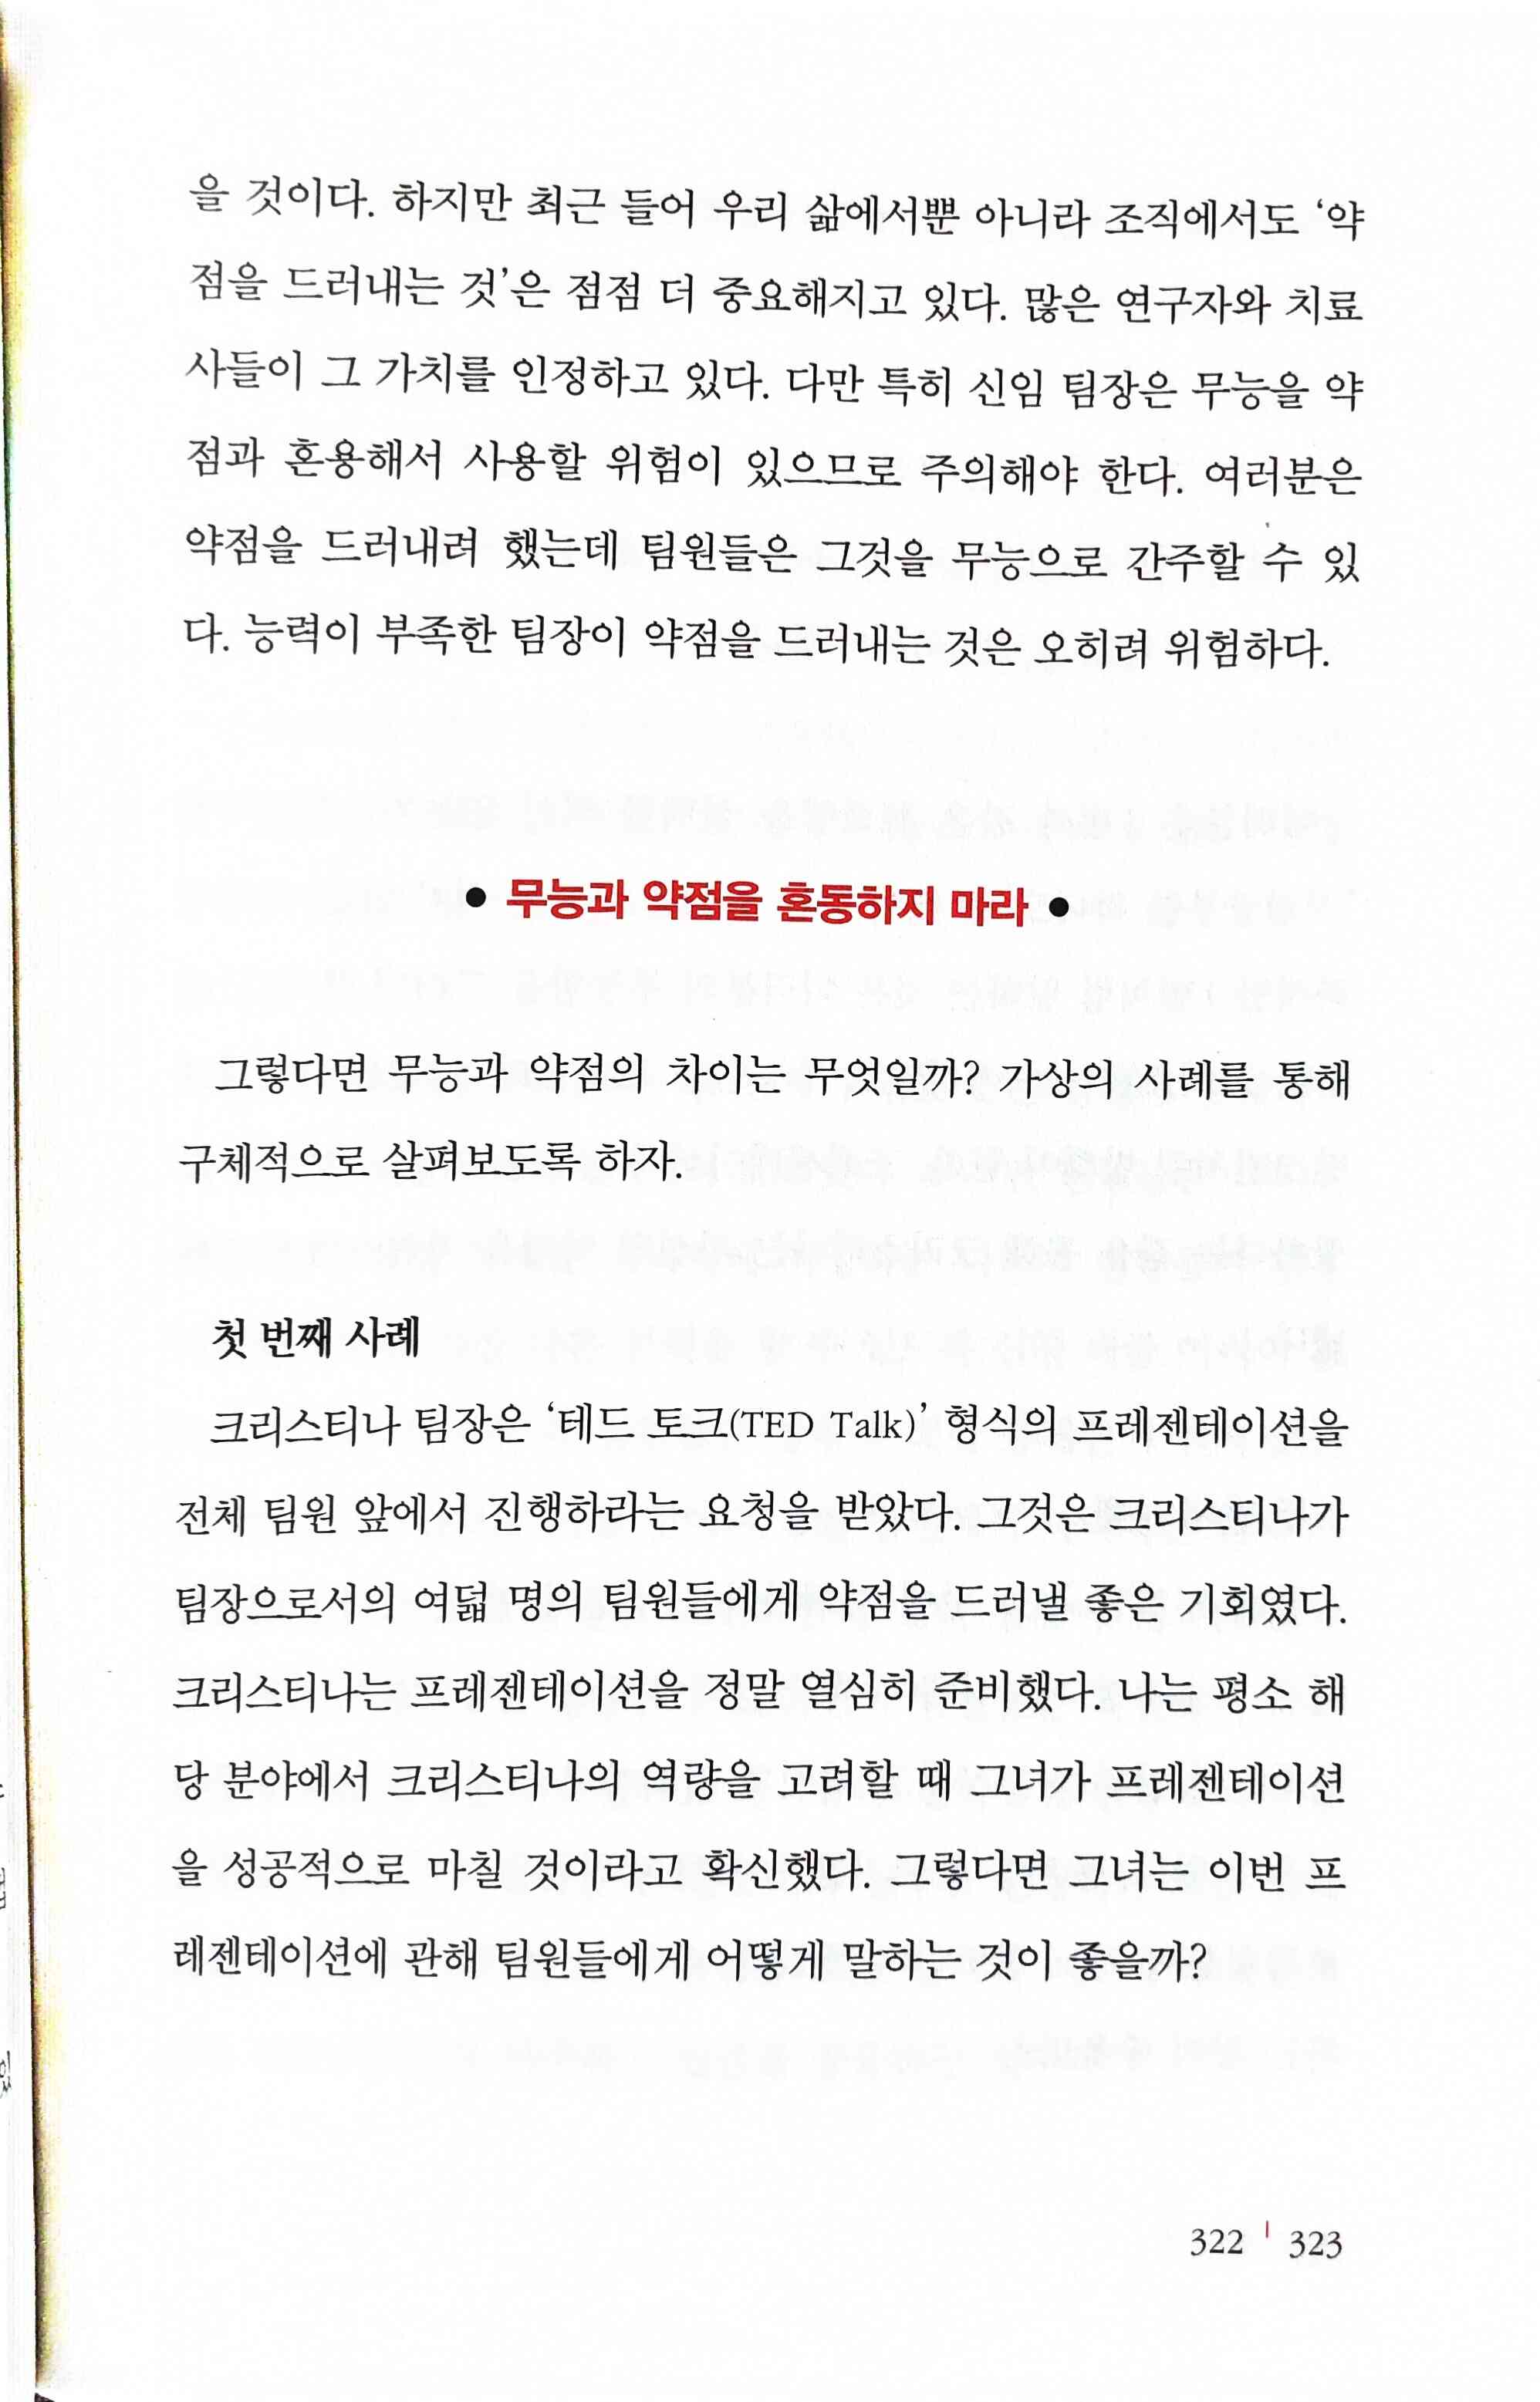 을 것이다. 하지만 최근 들어 우리 삶에서뿐 아니라 조직에서도 ‘약
점을 드러내는 것’은 점점 더 중요해지고 있다. 많은 연구자와 치료
사들이 그 가치를 인정하고 있다. 다만 특히 신임 팀장은 무능을 약
점과 혼용해서 사용할 위험이 있으므로 주의해야 한다. 여러분은
약점을 드러내려 했는데 팀원들은 그것을 무능으로 간주할 수 있
다. 능력이 부족한 팀장이 약점을 드러내는 것은 오히려 위험하다.
● 무능과 약점을 혼동하지 마라 ●
그렇다면 무능과 약점의 차이는 무엇일까? 가상의 사례를 통해
구체적으로 살펴보도록 하자.
첫 번째 사례
크리스티나 팀장은 ‘테드 토크(TED Talk)’ 형식의 프레젠테이션을
전체 팀원 앞에서 진행하라는 요청을 받았다. 그것은 크리스티나가
팀장으로서의 여덟 명의 팀원들에게 약점을 드러낼 좋은 기회였다.
크리스티나는 프레젠테이션을 정말 열심히 준비했다. 나는 평소 해
당 분야에서 크리스티나의 역량을 고려할 때 그녀가 프레젠테이션
을 성공적으로 마칠 것이라고 확신했다. 그렇다면 그녀는 이번 프
레젠테이션에 관해 팀원들에게 어떻게 말하는 것이 좋을까?
322 | 323